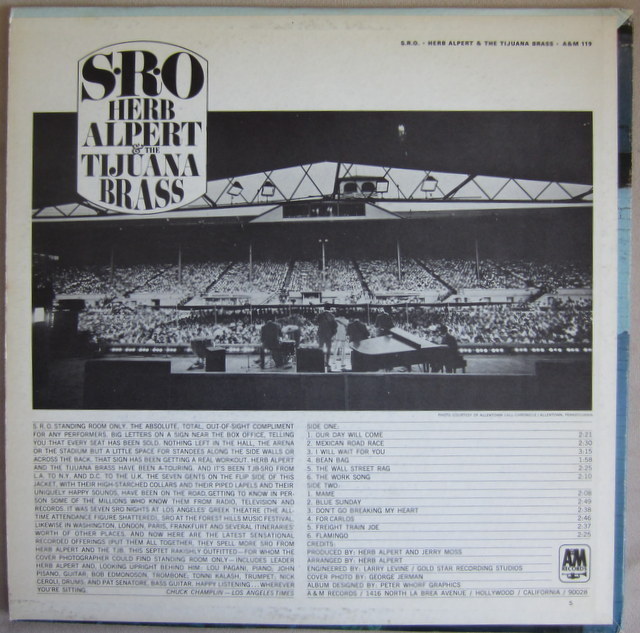 S.R.O. · HERB ALPERT & THE TIJUANA BRASS · A&M 119
S·R·O
HERB
ALPERT
& THE
TIJUANA
BRASS
PHOTO COURTESY OF ALLENTOWN CALL-CHRONICLE (ALLENTOWN, PENNSYLVANIA)
S.R.O. STANDING ROOM ONLY. THE ABSOLUTE, TOTAL, OUT-OF-SIGHT COMPLIMENT
FOR ANY PERFORMERS. BIG LETTERS ON A SIGN NEAR THE BOX OFFICE, TELLING
YOU THAT EVERY SEAT HAS BEEN SOLD, NOTHING LEFT IN THE HALL, THE ARENA
OR THE STADIUM BUT A LITTLE SPACE FOR STANDEES ALONG THE SIDE WALLS OR
ACROSS THE BACK. THAT SIGN HAS BEEN GETTING A REAL WORKOUT. HERB ALPERT
AND THE TIJUANA BRASS HAVE BEEN A-TOURING, AND IT'S BEEN TJB-SRO FROM
L.A. TO N.Y. AND D.C. TO THE U.K. THE SEVEN GENTS ON THE FLIP SIDE OF THIS
JACKET, WITH THEIR HIGH-STARCHED COLLARS AND THEIR PIPED LAPELS AND THEIR
UNIQUELY HAPPY SOUNDS, HAVE BEEN ON THE ROAD, GETTING TO KNOW IN PER-
SON SOME OF THE MILLIONS WHO KNOW THEM FROM RADIO, TELEVISION AND
RECORDS. IT WAS SEVEN SRO NIGHTS AT LOS ANGELES' GREEK THEATRE (THE ALL-
TIME ATTENDANCE FIGURE SHATTERED), SRO AT THE FOREST HILLS MUSIC FESTIVAL.
LIKEWISE IN WASHINGTON, LONDON, PARIS, FRANKFURT AND SEVERAL ITINERARIES'
WORTH OF OTHER PLACES. AND NOW HERE ARE THE LATEST SENSATIONAL
RECORDED OFFERINGS (PUT THEM ALL TOGETHER, THEY SPELL MORE SRO FROM
HERB ALPERT AND THE TJB. THIS SEPTET RAKISHLY OUTFITTED—FOR WHOM THE
COVER PHOTOGRAPHER COULD FIND STANDING ROOM ONLY—INCLUDES LEADER
HERB ALPERT AND, LOOKING UPRIGHT BEHIND HIM, LOU PAGANI, PIANO; JOHN
PISANO, GUITAR; BOB EDMONDSON, TROMBONE; TONNI KALASH, TRUMPET; NICK
CEROLI, DRUMS; AND PAT SENATORE, BASS GUITAR. HAPPY LISTENING . . . WHEREVER
YOU'RE SITTING. CHUCK CHAMPLIN—LOS ANGELES TIMES
SIDE ONE:
1. OUR DAY WILL COME 2:21
2. MEXICAN ROAD RACE 2:30
3. I WILL WAIT FOR YOU 3:15
4. BEAN BAG 1:58
5. THE WALL STREET RAG 2:25
6. THE WORK SONG 2:10
SIDE TWO:
1. MAME 2:08
2. BLUE SUNDAY 2:49
3. DON'T GO BREAKING MY HEART 2:38
4. FOR CARLOS 2:46
5. FREIGHT TRAIN JOE 2:37
6. FLAMINGO 2:25
CREDITS:
PRODUCED BY: HERB ALPERT AND JERRY MOSS
ARRANGED BY: HERB ALPERT
ENGINEERED BY: LARRY LEVINE / GOLD STAR RECORDING STUDIOS
COVER PHOTO BY: GEORGE JERMAN
ALBUM DESIGNED BY: PETER WHORF GRAPHICS
A&M RECORDS / 1416 NORTH LA BREA AVENUE / HOLLYWOOD / CALIFORNIA / 90028
A&M
RECORDS